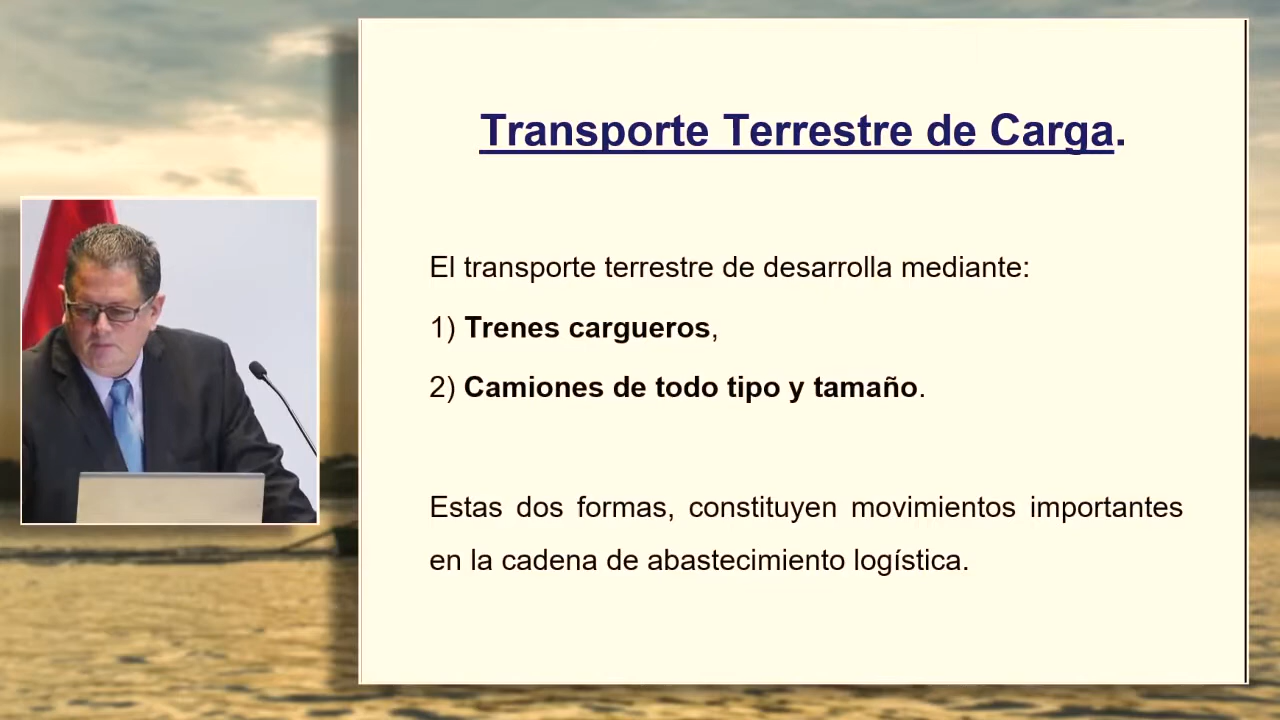 Transporte Terrestre de Carga.
El transporte terrestre de desarrolla mediante:
1) Trenes cargueros,
2) Camiones de todo tipo y tamaño.
Estas dos formas, constituyen movimientos importantes
en la cadena de abastecimiento logística.